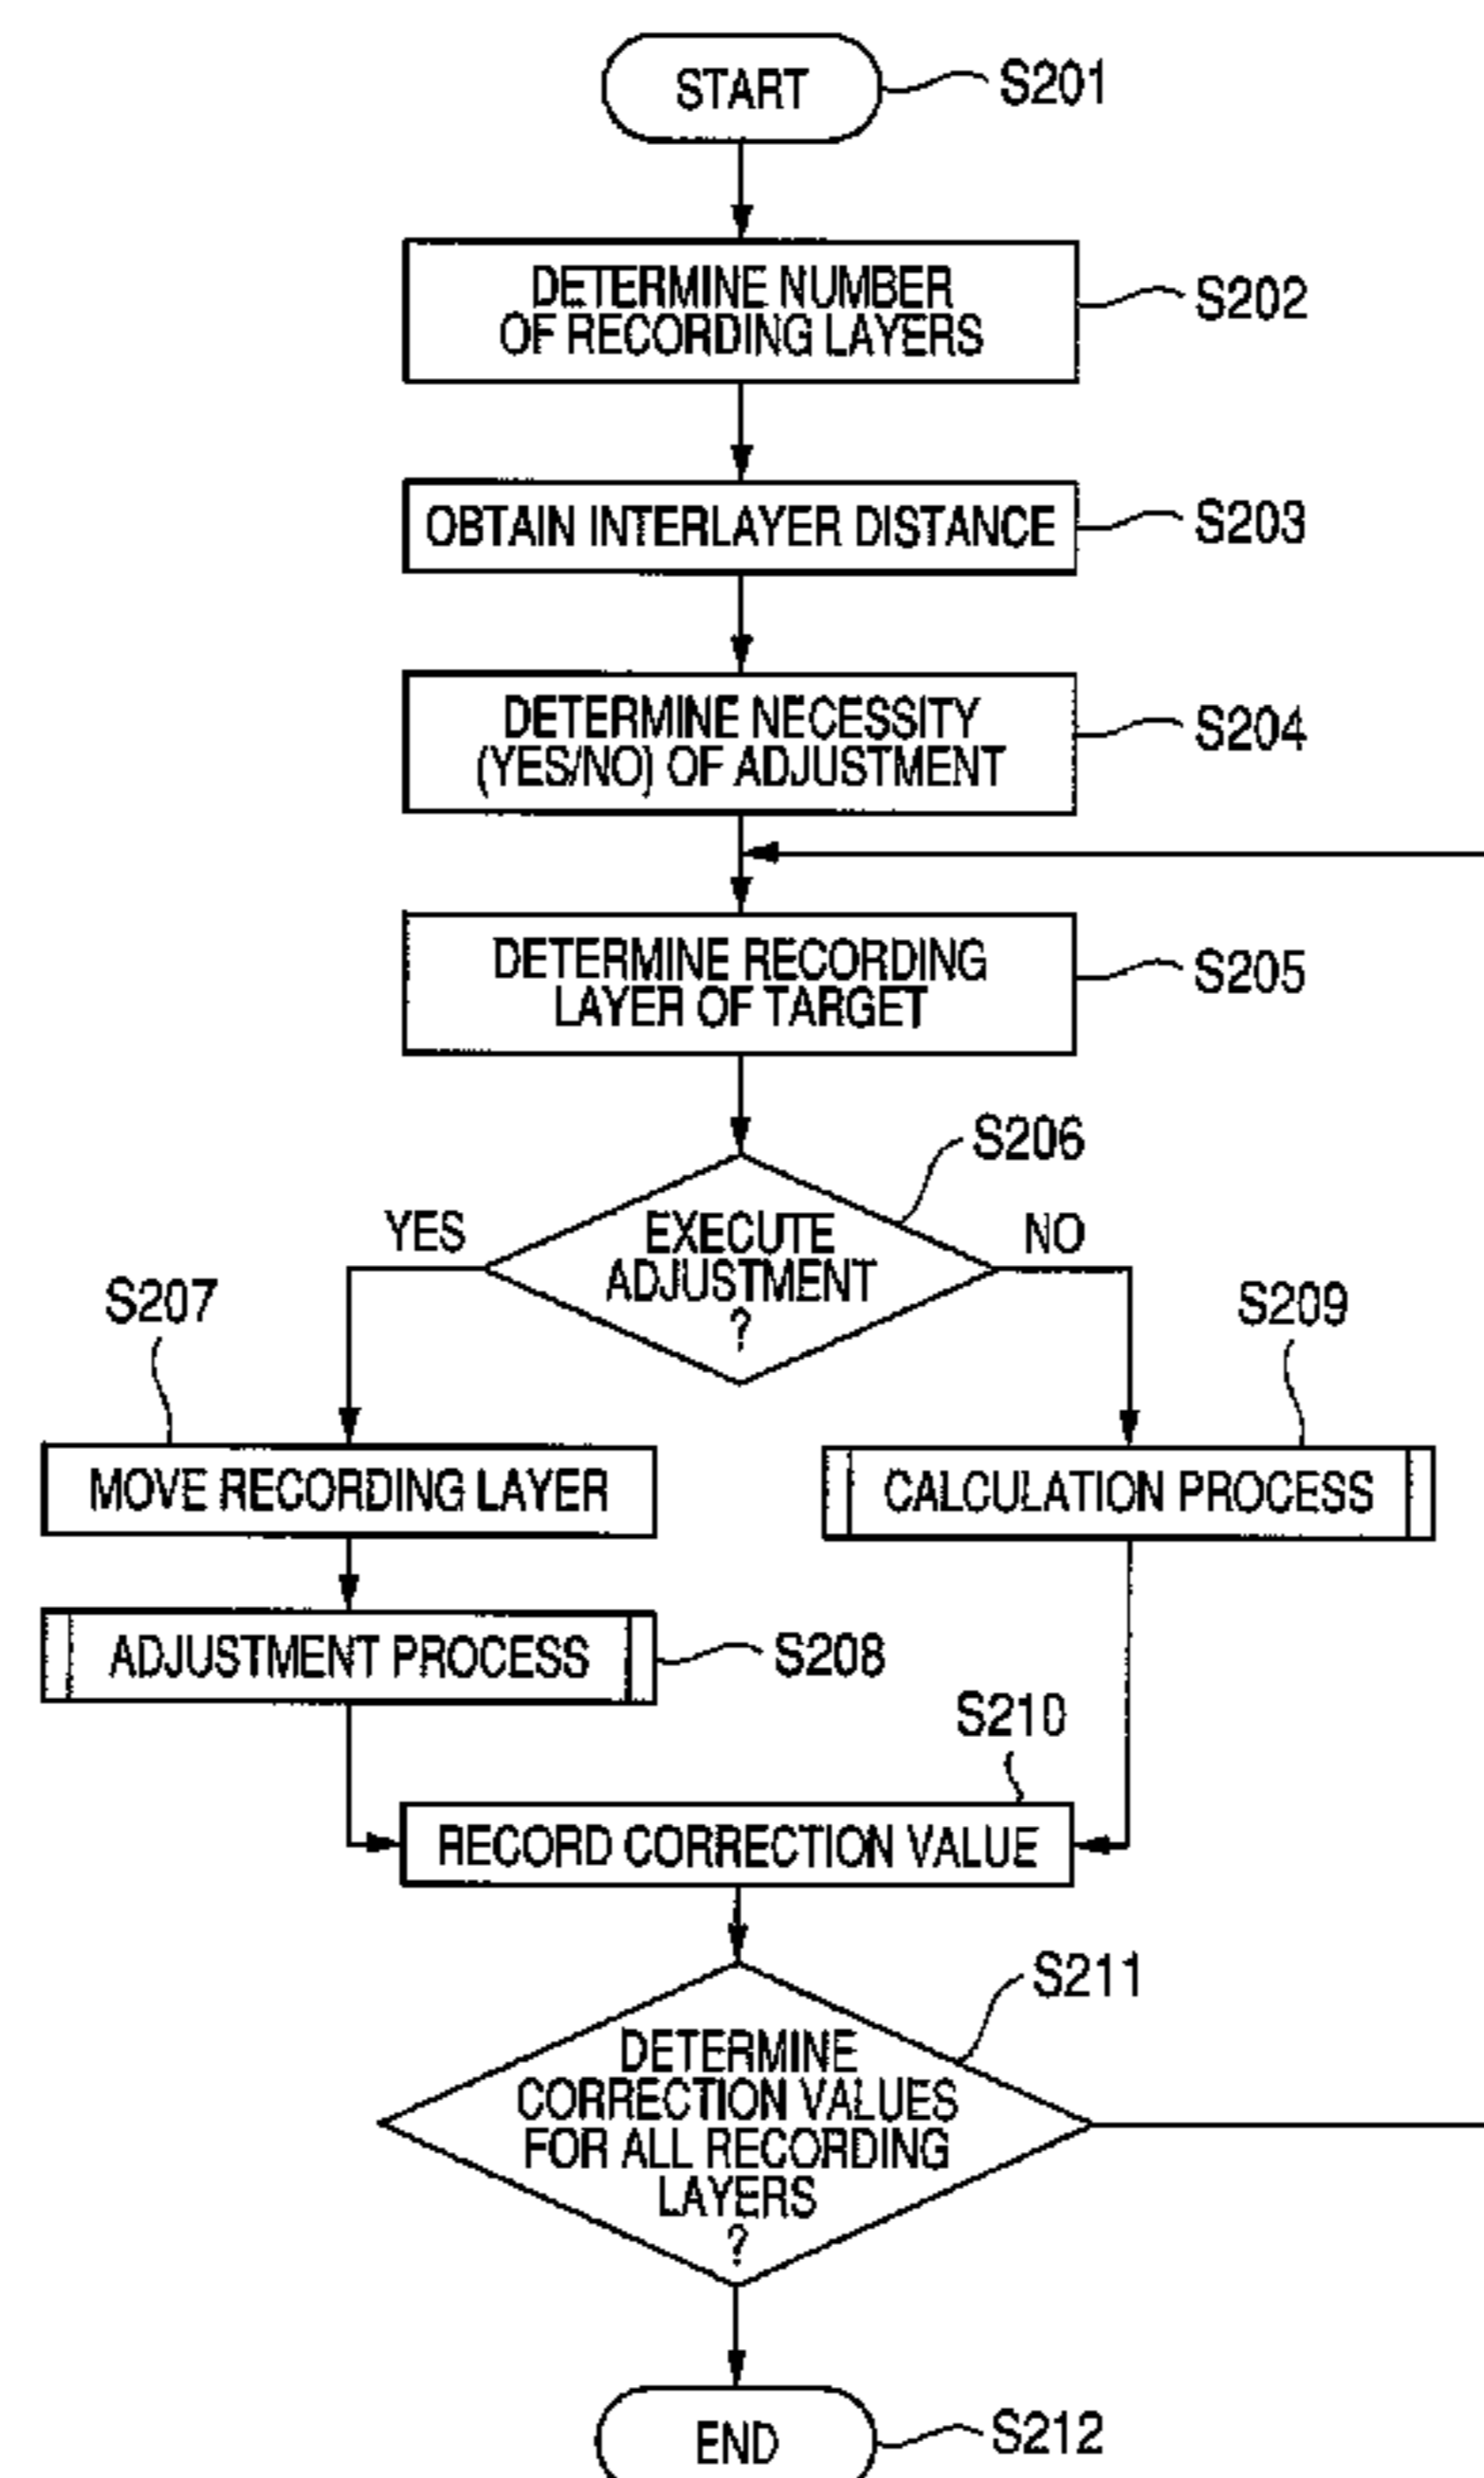 START
S201
DETERMINE NUMBER
OF RECORDING LAYERS
S202
OBTAIN INTERLAYER DISTANCE
S203
DETERMINE NECESSITY
(YES/NO) OF ADJUSTMENT
S204
DETERMINE RECORDING
LAYER OF TARGET
S205
S206
YES
EXECUTE
ADJUSTMENT
?
NO
S207
S209
MOVE RECORDING LAYER
CALCULATION PROCESS
ADJUSTMENT PROCESS
S208
S210
RECORD CORRECTION VALUE
S211
DETERMINE
CORRECTION VALUES
FOR ALL RECORDING
LAYERS
?
END
S212